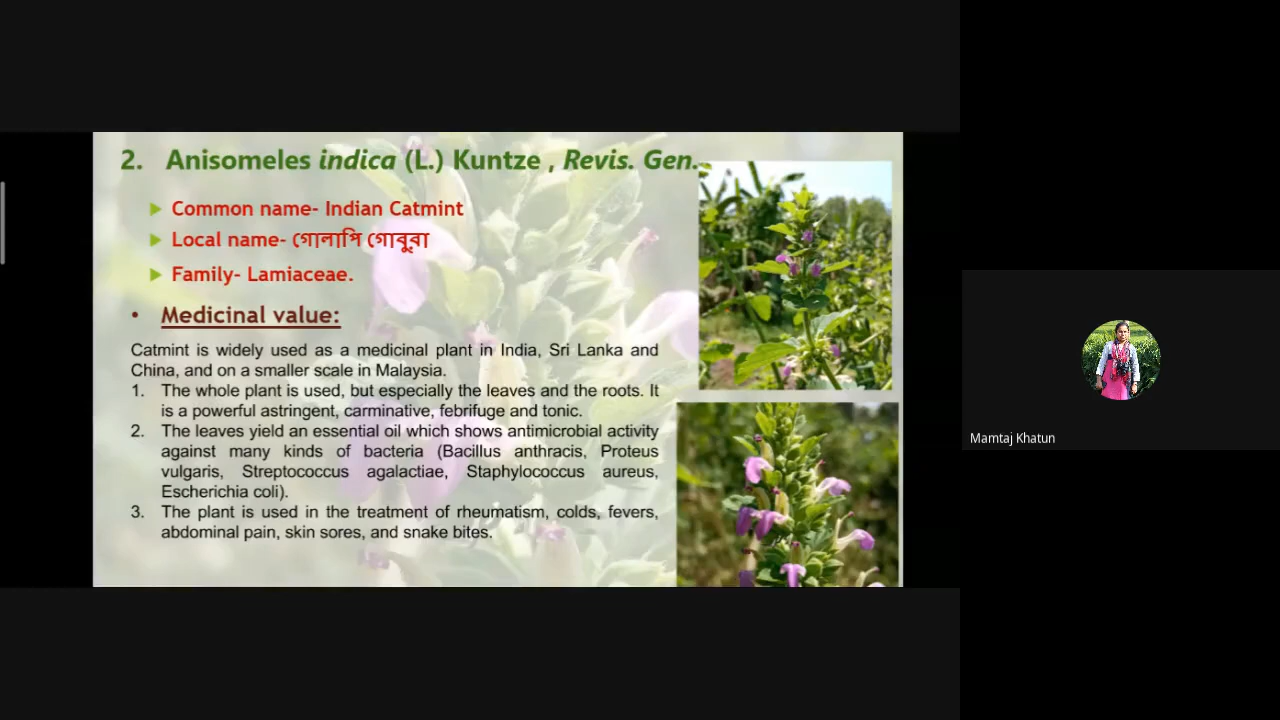 2. Anisomeles indica (L.) Kuntze , Revis. Gen.
Common name- Indian Catmint
Local name- গোলাপি গোবুরা
Family- Lamiaceae.
• Medicinal value:
Catmint is widely used as a medicinal plant in India, Sri Lanka and
China, and on a smaller scale in Malaysia.
1. The whole plant is used, but especially the leaves and the roots. It
is a powerful astringent, carminative, febrifuge and tonic.
2. The leaves yield an essential oil which shows antimicrobial activity
against many kinds of bacteria (Bacillus anthracis, Proteus
vulgaris, Streptococcus agalactiae, Staphylococcus aureus,
Escherichia coli).
3. The plant is used in the treatment of rheumatism, colds, fevers,
abdominal pain, skin sores, and snake bites.
Mamtaj Khatun